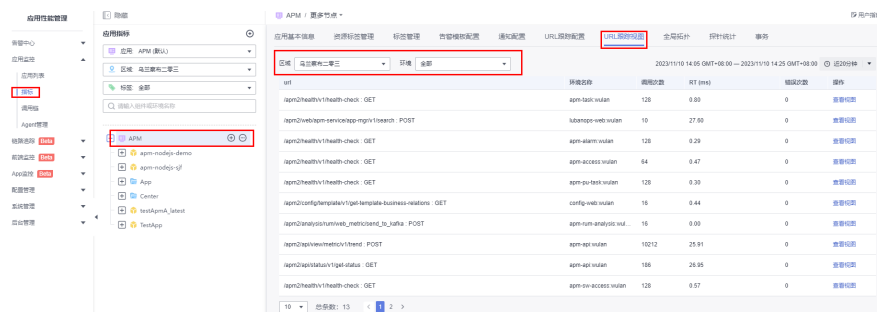 应用性能管理
告警中心
应用监控
应用列表
指标
调用链
Agent管理
链路追踪 Beta
前端监控 Beta
App监控 Beta
配置管理
系统管理
后台管理
隐藏
应用指标
应用 APM (默认)
区域 乌兰察布二零三
标签 全部
请输入组件或环境名称
APM
apm-nodejs-demo
apm-nodejs-sjf
App
Center
testApmA_latest
TestApp
APM / 更多节点
用户指
应用基本信息 资源标签管理 标签管理 告警模板配置 通知配置 URL跟踪配置 URL跟踪视图 全局拓扑 探针统计 事务
区域 乌兰察布二零三 环境 全部 2023/11/10 14:05 GMT+08:00 — 2023/11/10 14:25 GMT+08:00 近20分钟
url 环境名称 调用次数 RT (ms) 错误次数 操作
/apm2/health/v1/health-check : GET apm-task.wulan 128 0.80 0 查看视图
/apm2/web/apm-service/app-mgr/v1/search : POST lubanops-web.wulan 10 27.60 0 查看视图
/apm2/health/v1/health-check : GET apm-alarm.wulan 128 0.29 0 查看视图
/apm2/health/v1/health-check : GET apm-access.wulan 64 0.47 0 查看视图
/apm2/health/v1/health-check : GET apm-pu-task.wulan 128 0.30 0 查看视图
/apm2/config/template/v1/get-template-business-relations : GET config-web.wulan 16 0.44 0 查看视图
/apm2/analysis/rum/web_metric/send_to_kafka : POST apm-rum-analysis.wul... 16 0.00 0 查看视图
/apm2/api/view/metric/v1/trend : POST apm-api.wulan 10212 25.91 0 查看视图
/apm2/api/status/v1/get-status : GET apm-api.wulan 186 26.95 0 查看视图
/apm2/health/v1/health-check : GET apm-sw-access.wulan 128 0.57 0 查看视图
10 总条数: 13 < 1 2 >